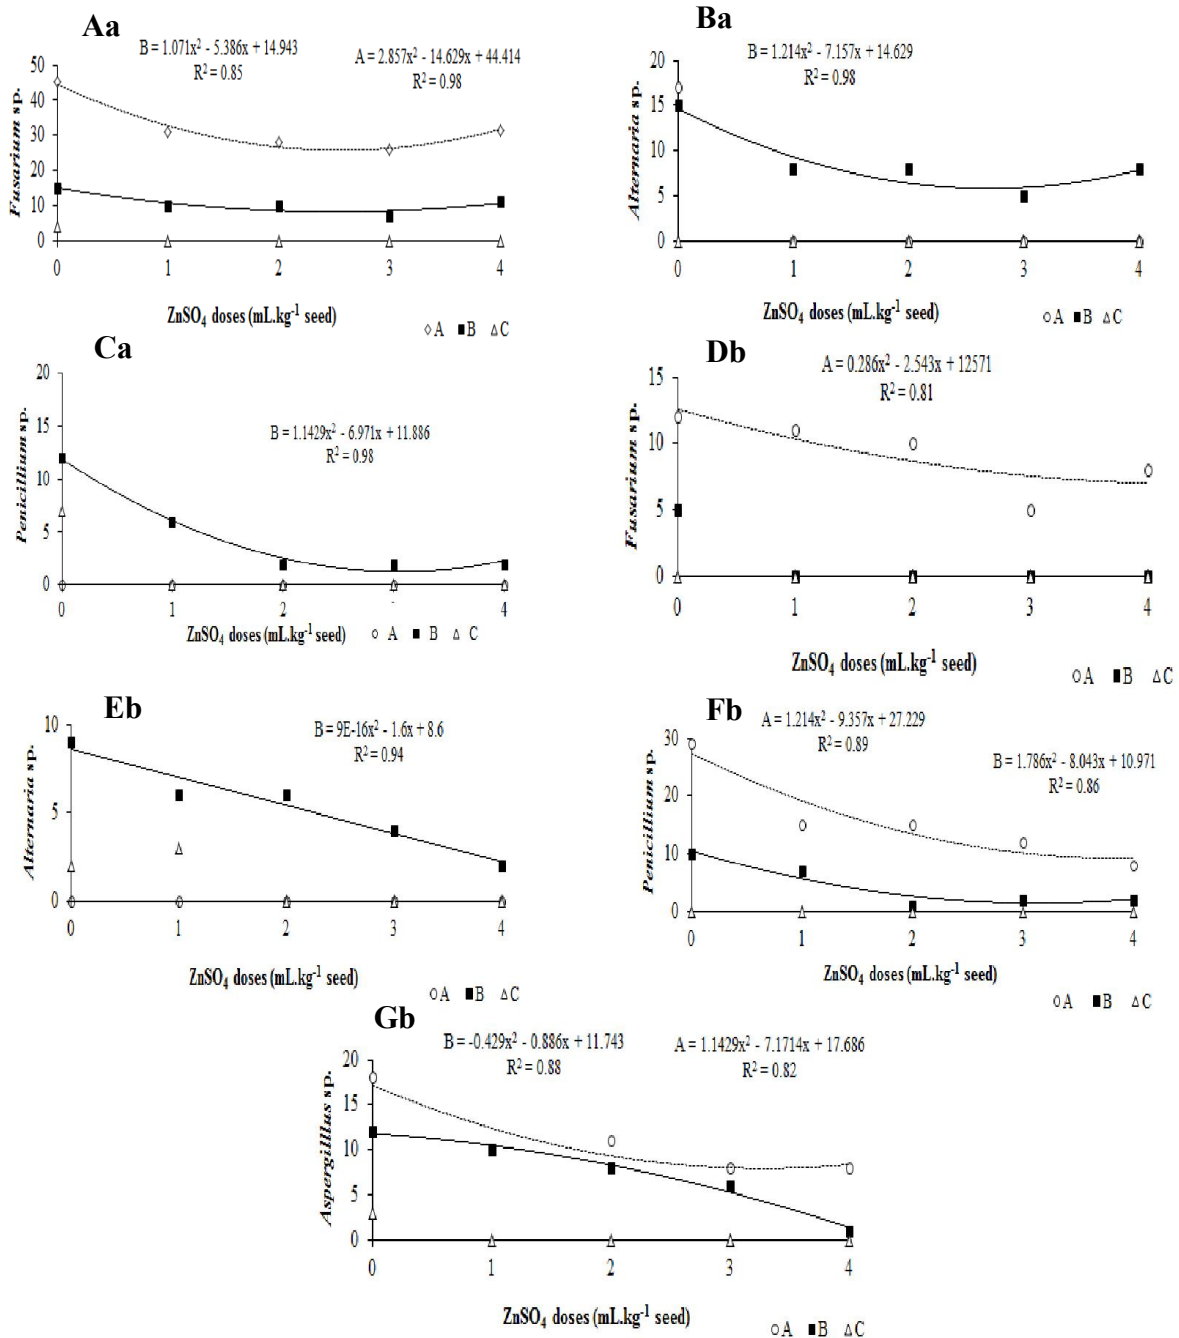 Aa
B = 1.071x² - 5.386x + 14.943
R² = 0.85
A = 2.857x² - 14.629x + 44.414
R² = 0.98
Fusarium sp.
50
40
30
20
10
0
0 1 2 3 4
ZnSO₄ doses (mL.kg⁻¹ seed)
◇A ■B △C
Ba
B = 1.214x² - 7.157x + 14.629
R² = 0.98
Alternaria sp.
20
15
10
5
0
0 1 2 3 4
ZnSO₄ doses (mL.kg⁻¹ seed)
○A ■B △C
Ca
B = 1.1429x² - 6.971x + 11.886
R² = 0.98
Penicillium sp.
20
15
10
5
0
0 1 2 3 4
ZnSO₄ doses (mL.kg⁻¹ seed)
○ A ■ B △ C
Db
A = 0.286x² - 2.543x + 12571
R² = 0.81
Fusarium sp.
15
10
5
0
0 1 2 3 4
ZnSO₄ doses (mL.kg⁻¹ seed)
○A ■B △C
Eb
B = 9E-16x² - 1.6x + 8.6
R² = 0.94
Alternaria sp.
10
5
0
0 1 2 3 4
ZnSO₄ doses (mL.kg⁻¹ seed)
○A ■B △C
Fb
A = 1.214x² - 9.357x + 27.229
R² = 0.89
B = 1.786x² - 8.043x + 10.971
R² = 0.86
Penicillium sp.
30
20
10
0
0 1 2 3 4
ZnSO₄ doses (mL.kg⁻¹ seed)
○A ■B △C
Gb
B = -0.429x² - 0.886x + 11.743
R² = 0.88
A = 1.1429x² - 7.1714x + 17.686
R² = 0.82
Aspergillus sp.
20
15
10
5
0
0 1 2 3 4
ZnSO₄ doses (mL.kg⁻¹ seed)
○A ■B △C